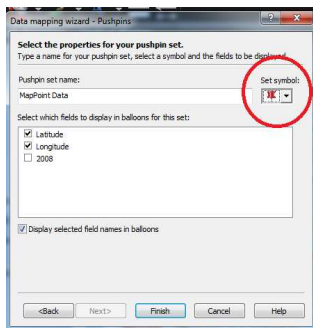 Data mapping wizard - Pushpins
Select the properties for your pushpin set.
Type a name for your pushpin set, select a symbol and the fields to be displayed.
Pushpin set name:
Set symbol:
MapPoint Data
Select which fields to display in balloons for this set:
Latitude
Longitude
2008
Display selected field names in balloons
<Back Next> Finish Cancel Help